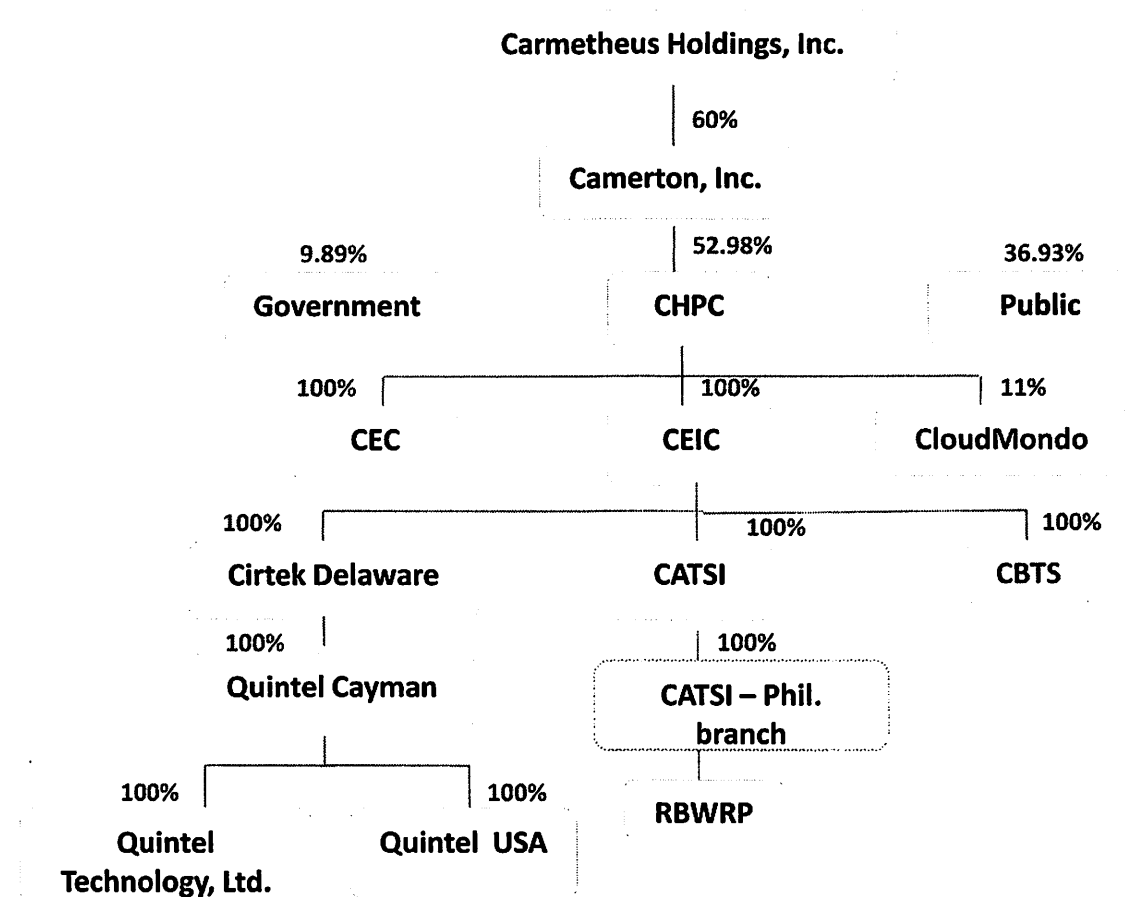 Carmetheus Holdings, Inc.
60%
Camerton, Inc.
9.89%
52.98%
36.93%
Government
CHPC
Public
100%
100%
11%
CEC
CEIC
CloudMondo
100%
100%
100%
Cirtek Delaware
CATSI
CBTS
100%
100%
Quintel Cayman
CATSI – Phil.
branch
100%
100%
RBWRP
Quintel
Technology, Ltd.
Quintel USA